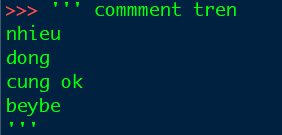 >>> ''' commment tren
nhieu
dong
cung ok
beybe
'''